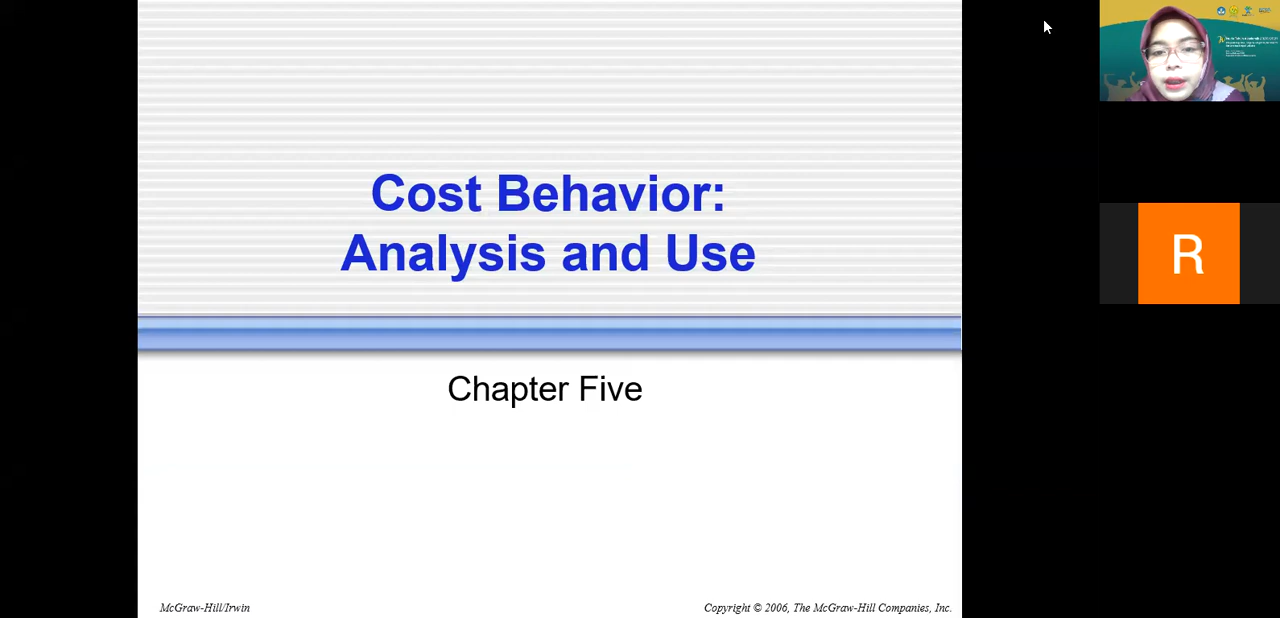 Cost Behavior:
Analysis and Use
Chapter Five
McGraw-Hill/Irwin
Copyright © 2006, The McGraw-Hill Companies, Inc.
R